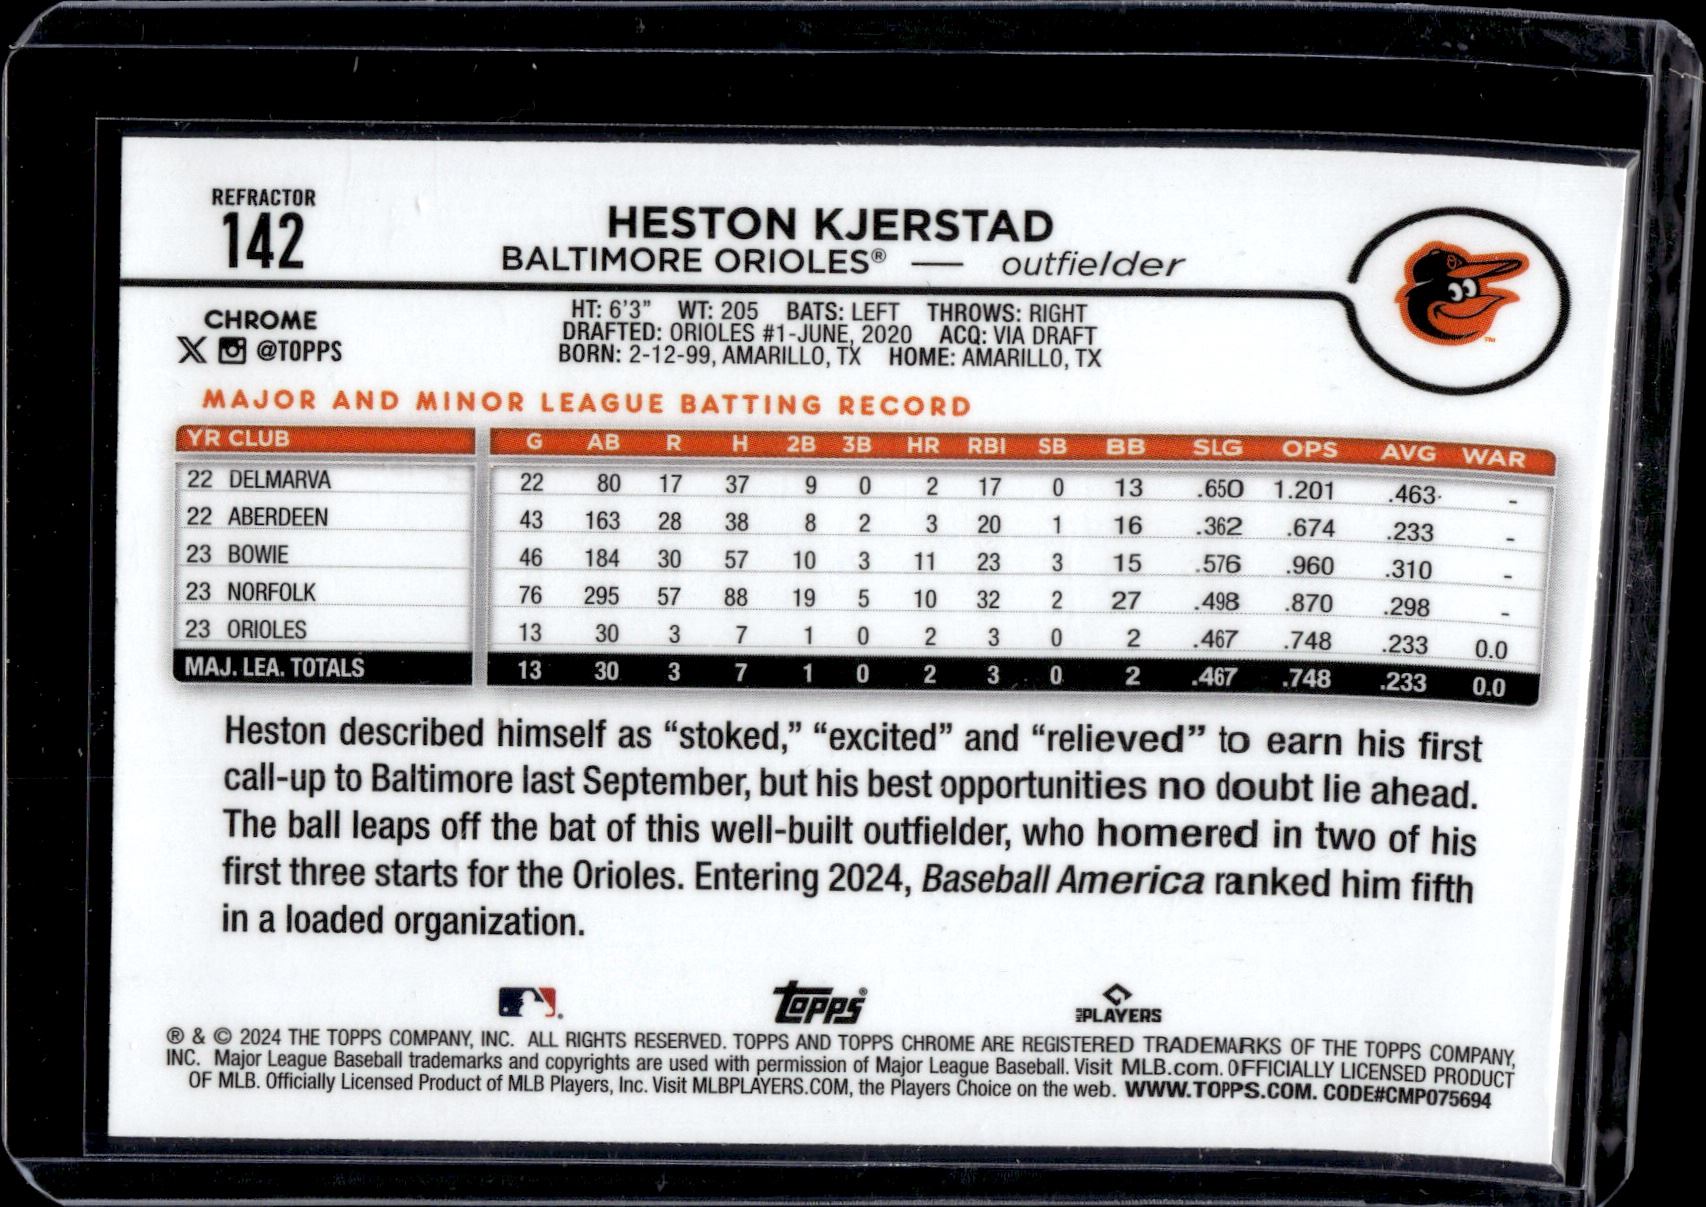 REFRACTOR
142
HESTON KJERSTAD
BALTIMORE ORIOLES® — outfielder
CHROME
X @TOPPS
HT: 6'3" WT: 205 BATS: LEFT THROWS: RIGHT
DRAFTED: ORIOLES #1-JUNE, 2020 ACQ: VIA DRAFT
BORN: 2-12-99, AMARILLO, TX HOME: AMARILLO, TX
MAJOR AND MINOR LEAGUE BATTING RECORD
YR CLUB G AB R H 2B 3B HR RBI SB BB SLG OPS AVG WAR
22 DELMARVA 22 80 17 37 9 0 2 17 0 13 .650 1.201 .463 -
22 ABERDEEN 43 163 28 38 8 2 3 20 1 16 .362 .674 .233 -
23 BOWIE 46 184 30 57 10 3 11 23 3 15 .576 .960 .310 -
23 NORFOLK 76 295 57 88 19 5 10 32 2 27 .498 .870 .298 -
23 ORIOLES 13 30 3 7 1 0 2 3 0 2 .467 .748 .233 0.0
MAJ. LEA. TOTALS 13 30 3 7 1 0 2 3 0 2 .467 .748 .233 0.0
Heston described himself as “stoked,” “excited” and “relieved” to earn his first
call-up to Baltimore last September, but his best opportunities no doubt lie ahead.
The ball leaps off the bat of this well-built outfielder, who homered in two of his
first three starts for the Orioles. Entering 2024, Baseball America ranked him fifth
in a loaded organization.
Topps®
MLB PLAYERS
® & © 2024 THE TOPPS COMPANY, INC. ALL RIGHTS RESERVED. TOPPS AND TOPPS CHROME ARE REGISTERED TRADEMARKS OF THE TOPPS COMPANY,
INC. Major League Baseball trademarks and copyrights are used with permission of Major League Baseball. Visit MLB.com. OFFICIALLY LICENSED PRODUCT
OF MLB. Officially Licensed Product of MLB Players, Inc. Visit MLBPLAYERS.COM, the Players Choice on the web. WWW.TOPPS.COM. CODE#CMP075694